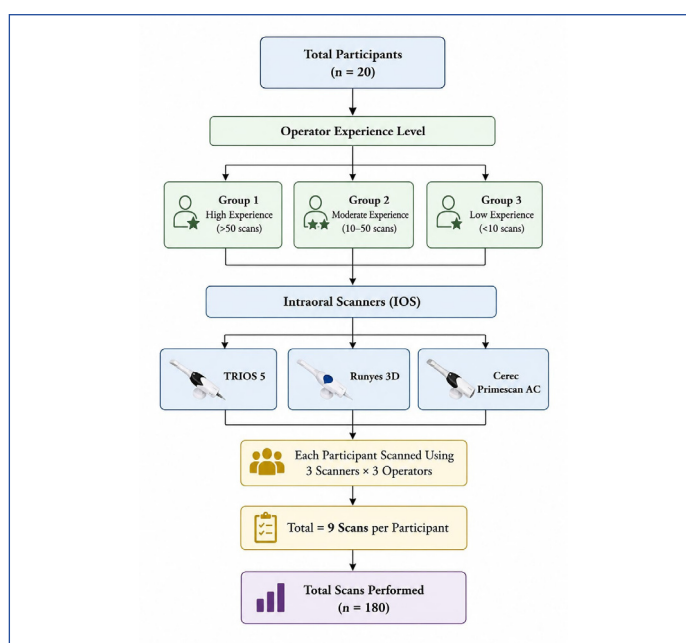 Total Participants
(n = 20)
Operator Experience Level
Group 1
High Experience
(>50 scans)
Group 2
Moderate Experience
(10–50 scans)
Group 3
Low Experience
(<10 scans)
Intraoral Scanners (IOS)
TRIOS 5
Runyes 3D
Cerec
Primescan AC
Each Participant Scanned Using
3 Scanners × 3 Operators
Total = 9 Scans per Participant
Total Scans Performed
(n = 180)